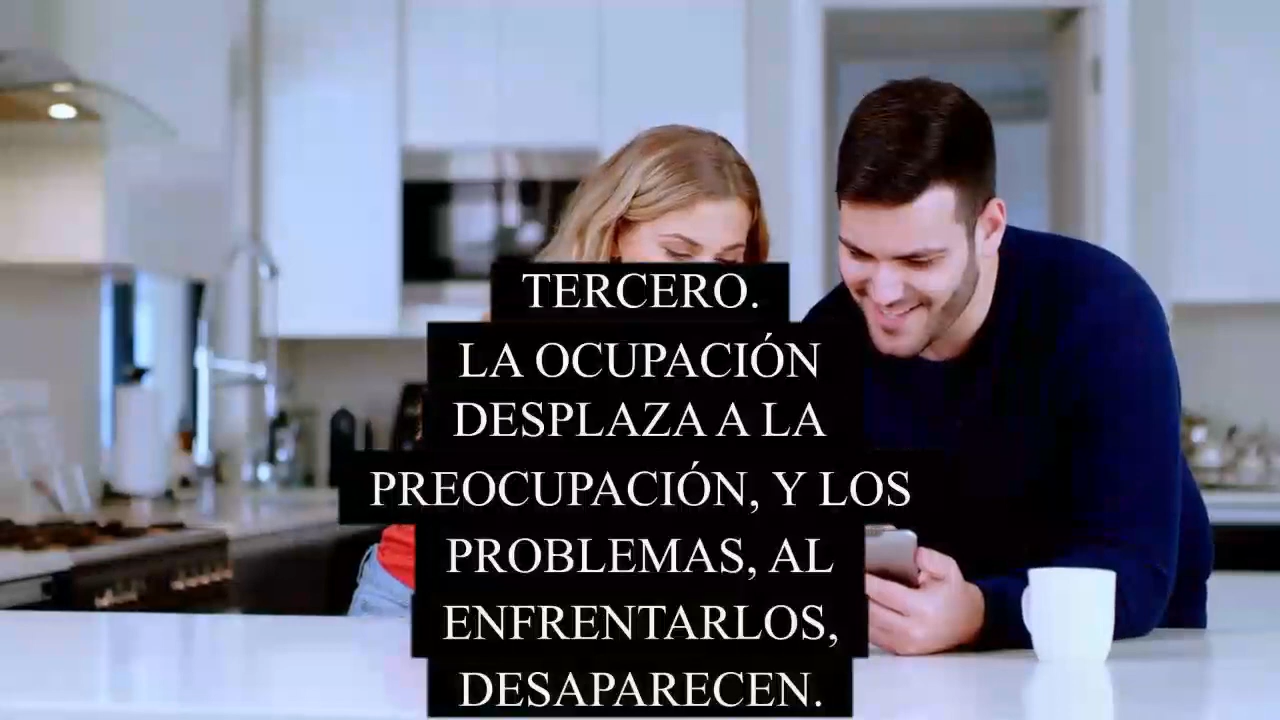 TERCERO.
LA OCUPACIÓN
DESPLAZA A LA
PREOCUPACIÓN, Y LOS
PROBLEMAS, AL
ENFRENTARLOS,
DESAPARECEN.